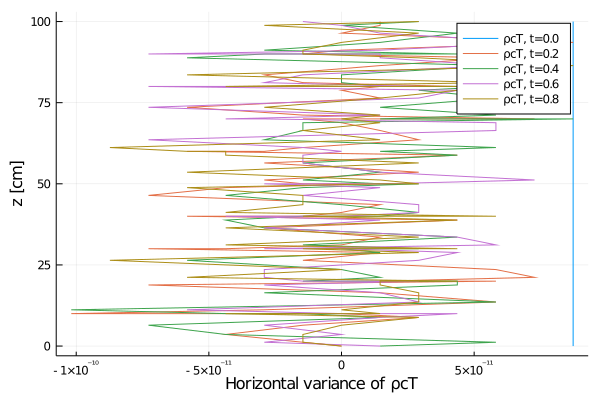 100
75
50
25
0
z [cm]
ρcT, t=0.0
ρcT, t=0.2
ρcT, t=0.4
ρcT, t=0.6
ρcT, t=0.8
- 1×10⁻¹⁰
- 5×10⁻¹¹
0
5×10⁻¹¹
Horizontal variance of ρcT